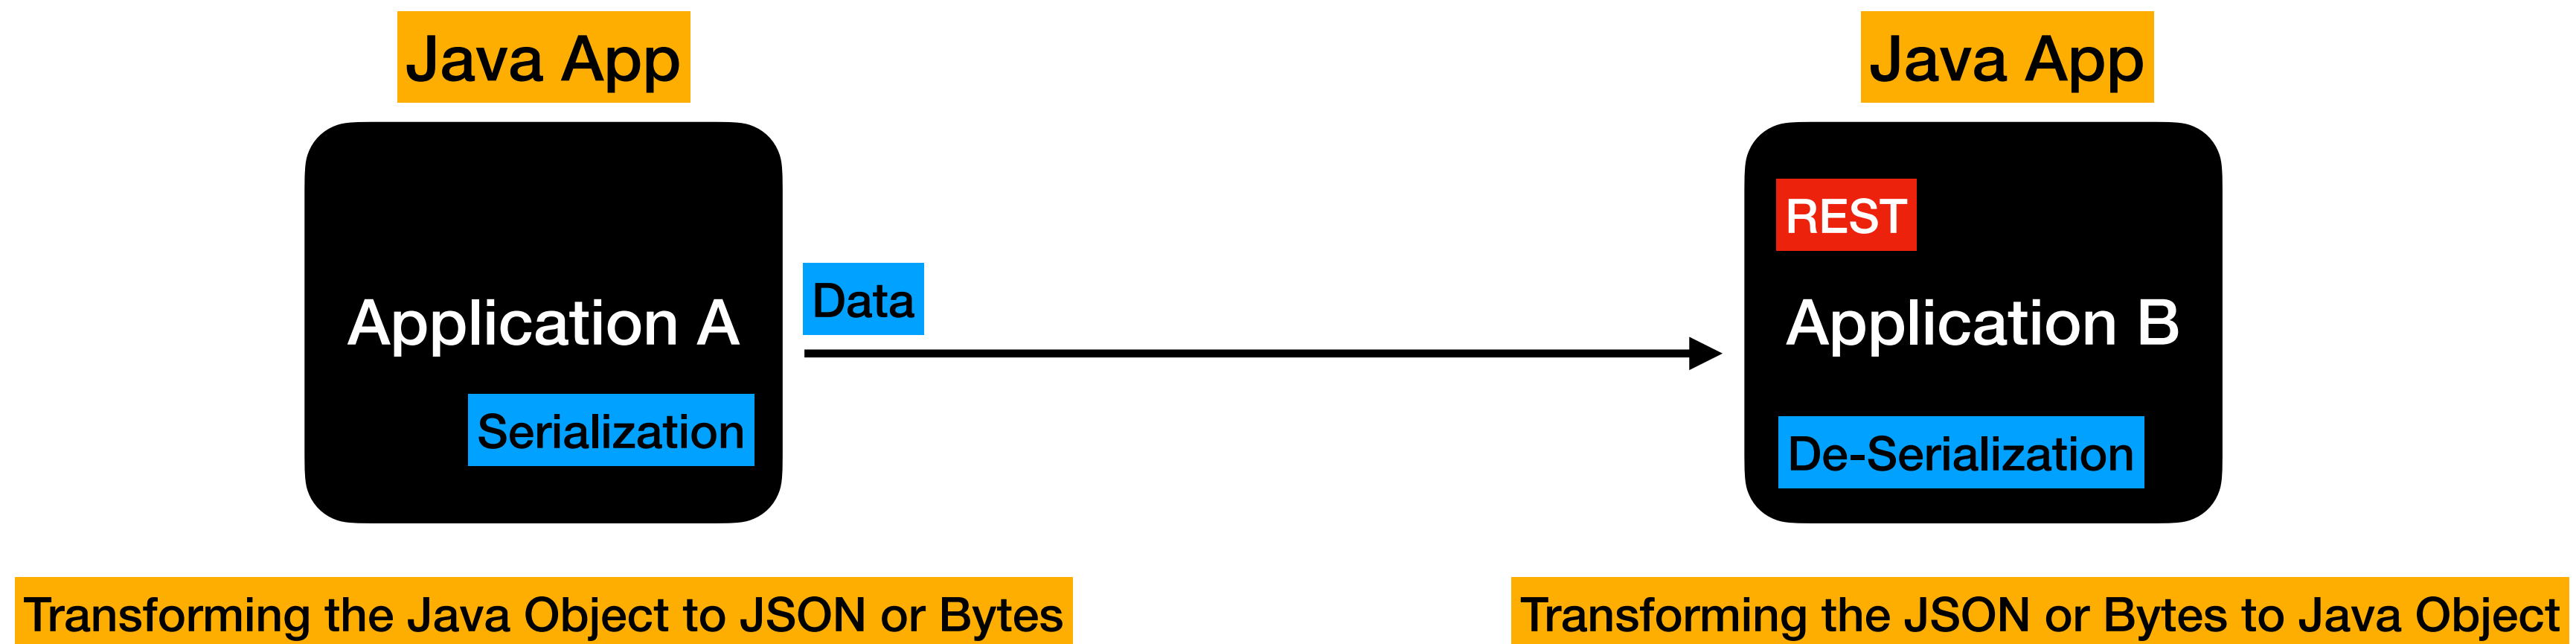 Java App
Java App
REST
Data
Application A
Application B
Serialization
De-Serialization
Transforming the Java Object to JSON or Bytes
Transforming the JSON or Bytes to Java Object